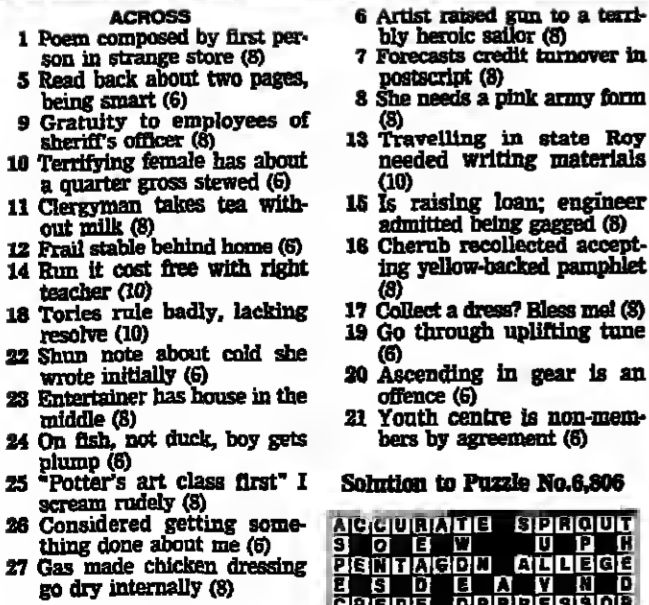 ACROSS
1 Poem composed by first per-
son in strange store (8)
5 Read back about two pages,
being smart (6)
9 Gratuity to employees of
sheriff's officer (8)
10 Terrifying female has about
a quarter gross stewed (6)
11 Clergyman takes tea with-
out milk (8)
12 Frail stable behind home (6)
14 Run it cost free with right
teacher (10)
18 Tories rule badly, lacking
resolve (10)
22 Shun note about cold she
wrote initially (6)
23 Entertainer has house in the
middle (8)
24 On fish, not duck, boy gets
plump (6)
25 "Potter's art class first" I
scream rudely (8)
26 Considered getting some-
thing done about me (6)
27 Gas made chicken dressing
go dry internally (8)
6 Artist raised gun to a terri-
bly heroic sailor (8)
7 Forecasts credit turnover in
postscript (8)
8 She needs a pink army form
(8)
13 Travelling in state Roy
needed writing materials
(10)
15 Is raising loan; engineer
admitted being gagged (8)
16 Cherub recollected accept-
ing yellow-backed pamphlet
(8)
17 Collect a dress? Bless me! (8)
19 Go through uplifting tune
(6)
20 Ascending in gear is an
offence (6)
21 Youth centre is non-mem-
bers by agreement (6)
Solution to Puzzle No.6,806
ACCURATE SPROUT
S O E W U P H
PENTAGON ALLEGE
E S D E A V N D
CREDE OPPRESSOR